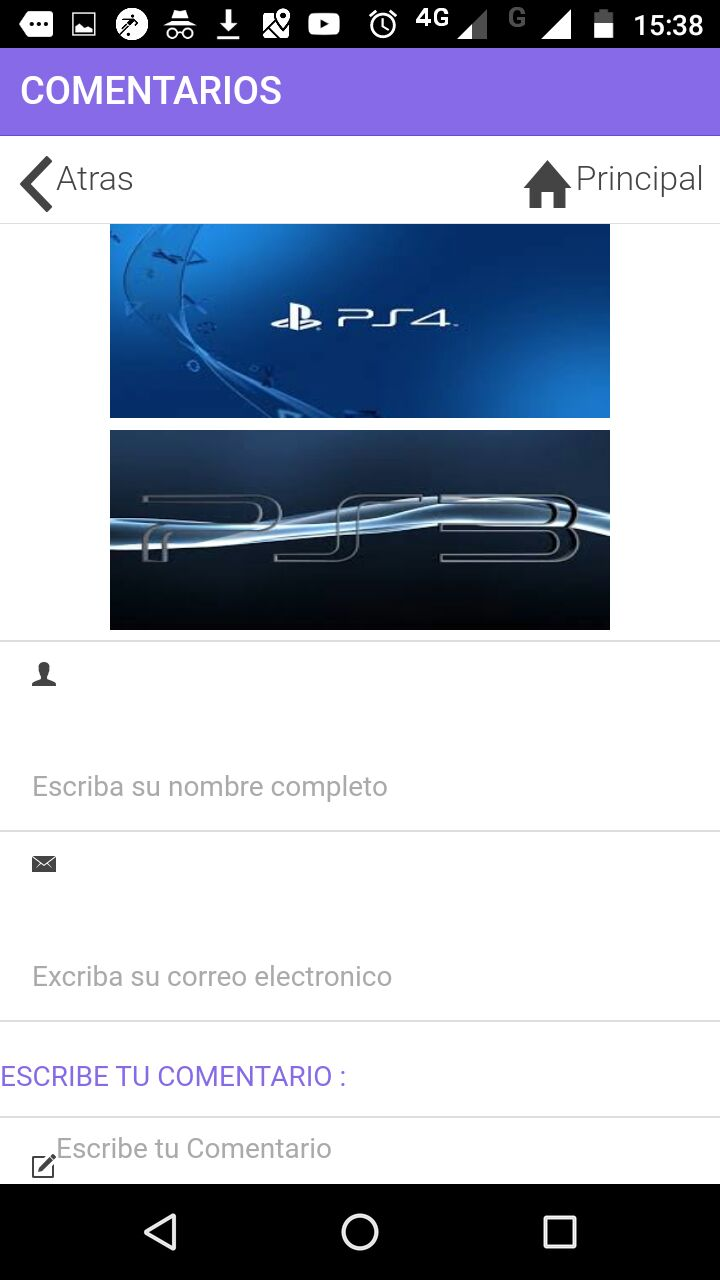 4G G 15:38
COMENTARIOS
Atras Principal
PS4
PS3
Escriba su nombre completo
Excriba su correo electronico
ESCRIBE TU COMENTARIO :
Escribe tu Comentario